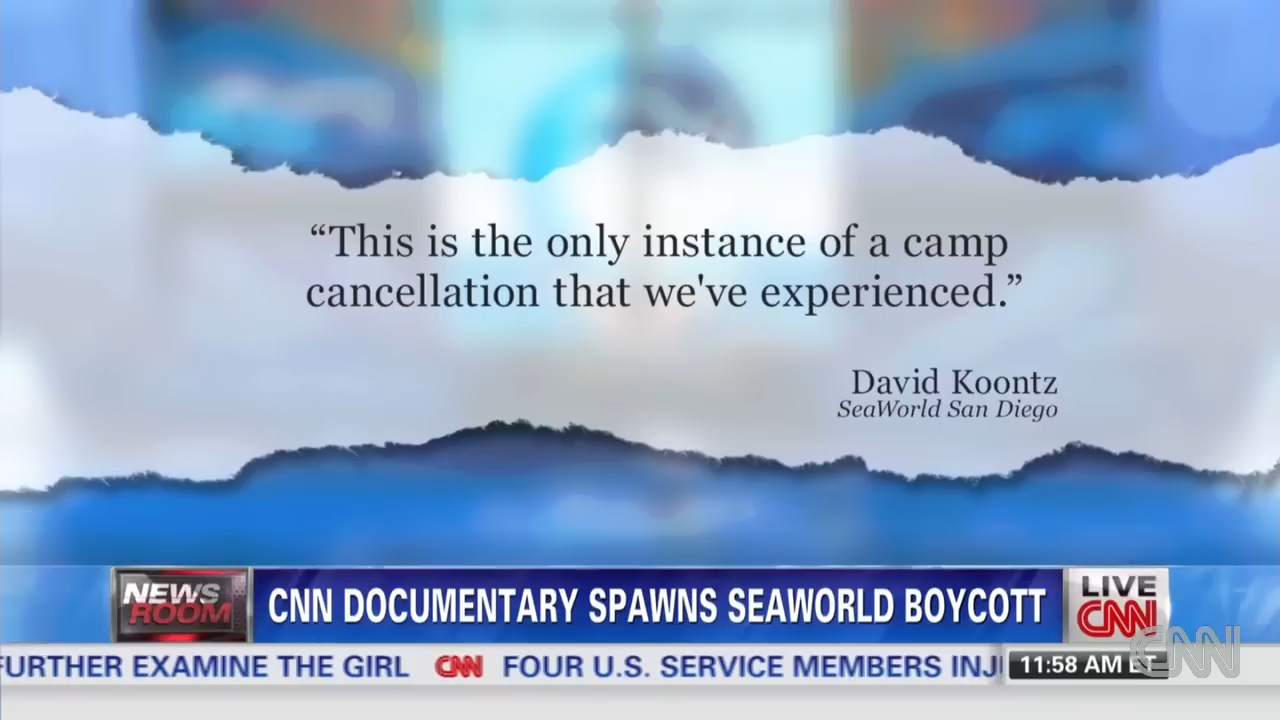 “This is the only instance of a camp
cancellation that we've experienced.”
David Koontz
SeaWorld San Diego
NEWS
ROOM
CNN DOCUMENTARY SPAWNS SEAWORLD BOYCOTT
LIVE
CNN
FURTHER EXAMINE THE GIRL CNN FOUR U.S. SERVICE MEMBERS INJ
11:58 AM ET
CNN